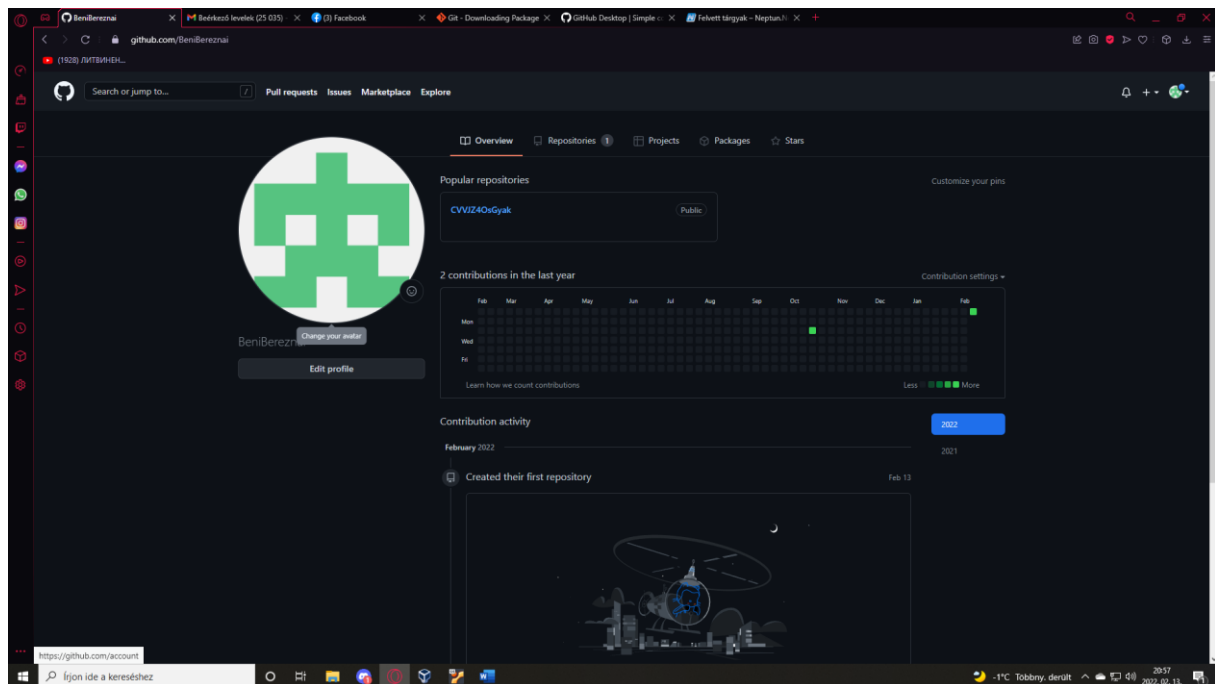 BeniBereznai
Beérkező levelek (25 035) -
(3) Facebook
Git - Downloading Package
GitHub Desktop | Simple co
Felvett tárgyak – Neptun.N
github.com/BeniBereznai
(1928) ЛИТВИНЕН...
Search or jump to...
/
Pull requests Issues Marketplace Explore
Overview Repositories 1 Projects Packages Stars
Popular repositories
Customize your pins
CVVJZ4OsGyak
Public
2 contributions in the last year
Contribution settings
Feb Mar Apr May Jun Jul Aug Sep Oct Nov Dec Jan Feb
Mon
Wed
Fri
Learn how we count contributions
Less More
Change your avatar
BeniBerezn
Edit profile
Contribution activity
2022
February 2022
2021
Created their first repository
Feb 13
https://github.com/account
Írjon ide a kereséshez
-1°C Többny. derült
20:57
2022. 02. 13.